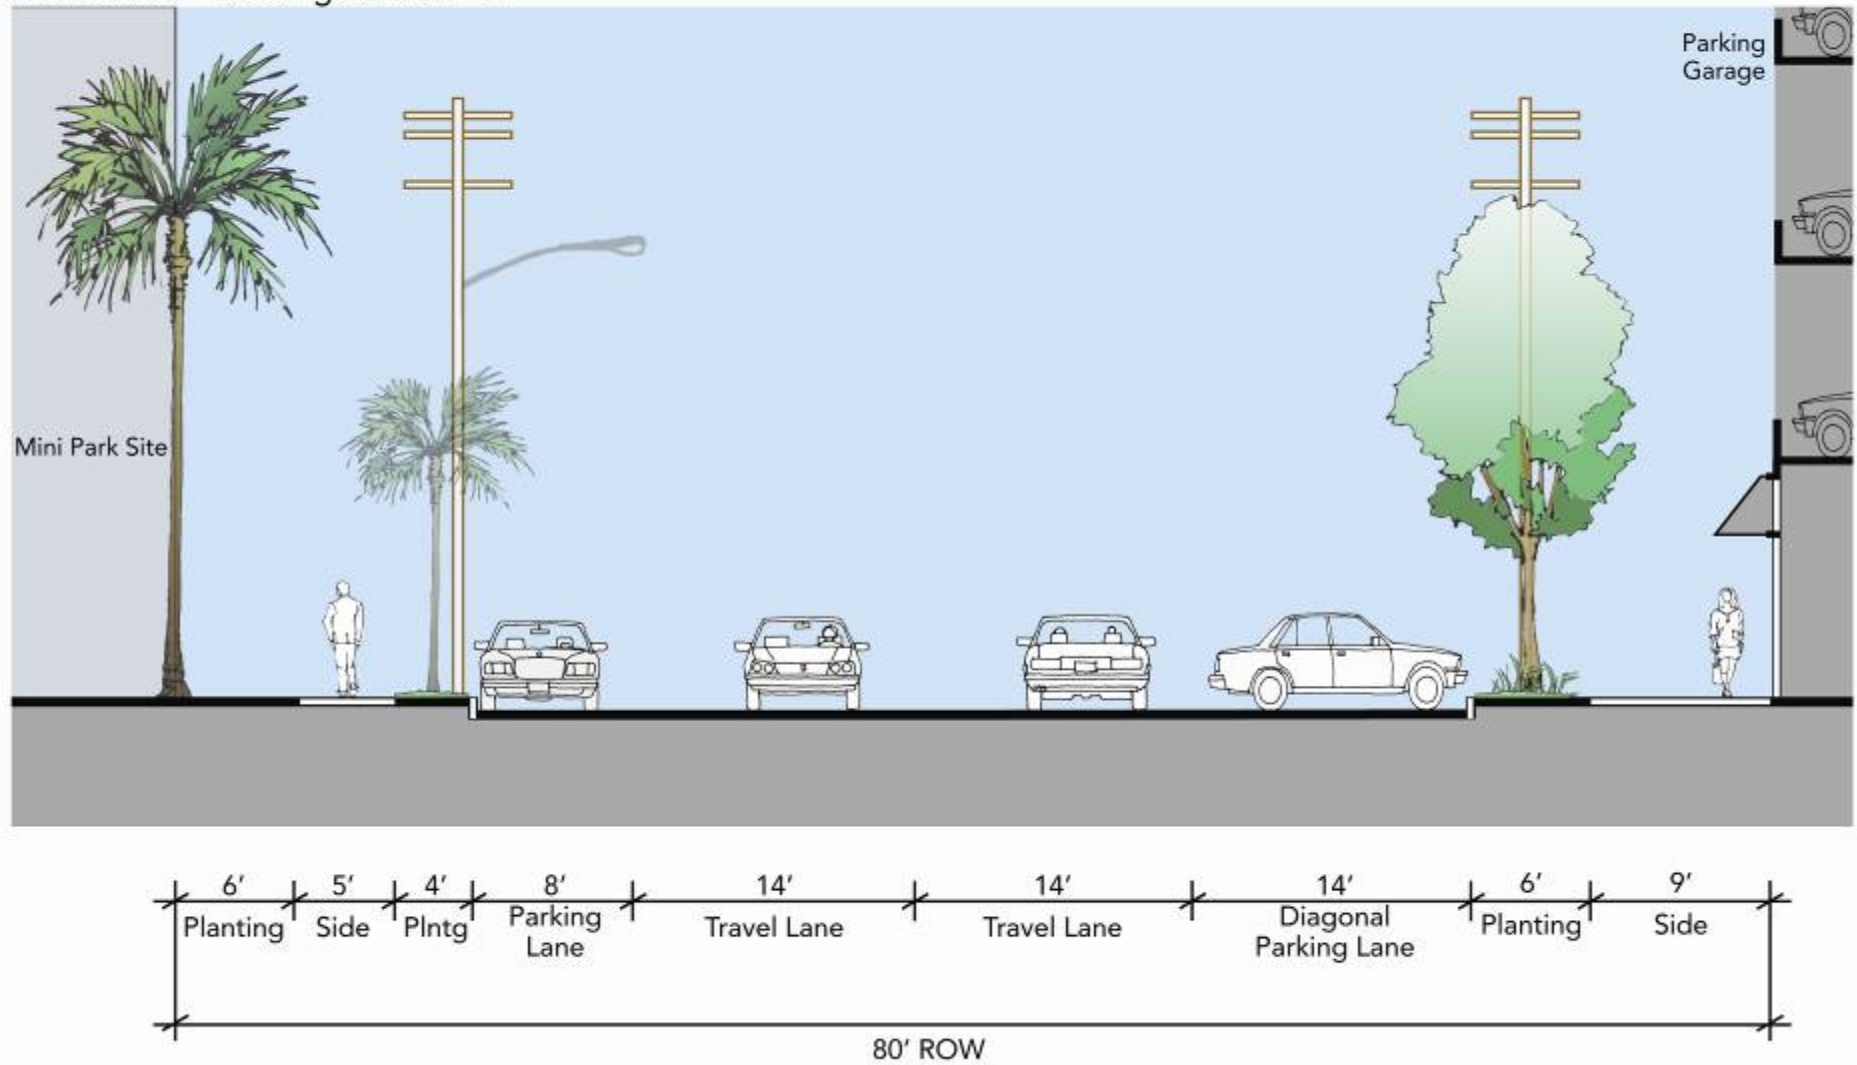 Parking
Garage
Mini Park Site
6’ 5’ 4’ 8’ 14’ 14’ 14’ 6’ 9’
Planting Side Plntg Parking Lane Travel Lane Travel Lane Diagonal Parking Lane Planting Side
80’ ROW